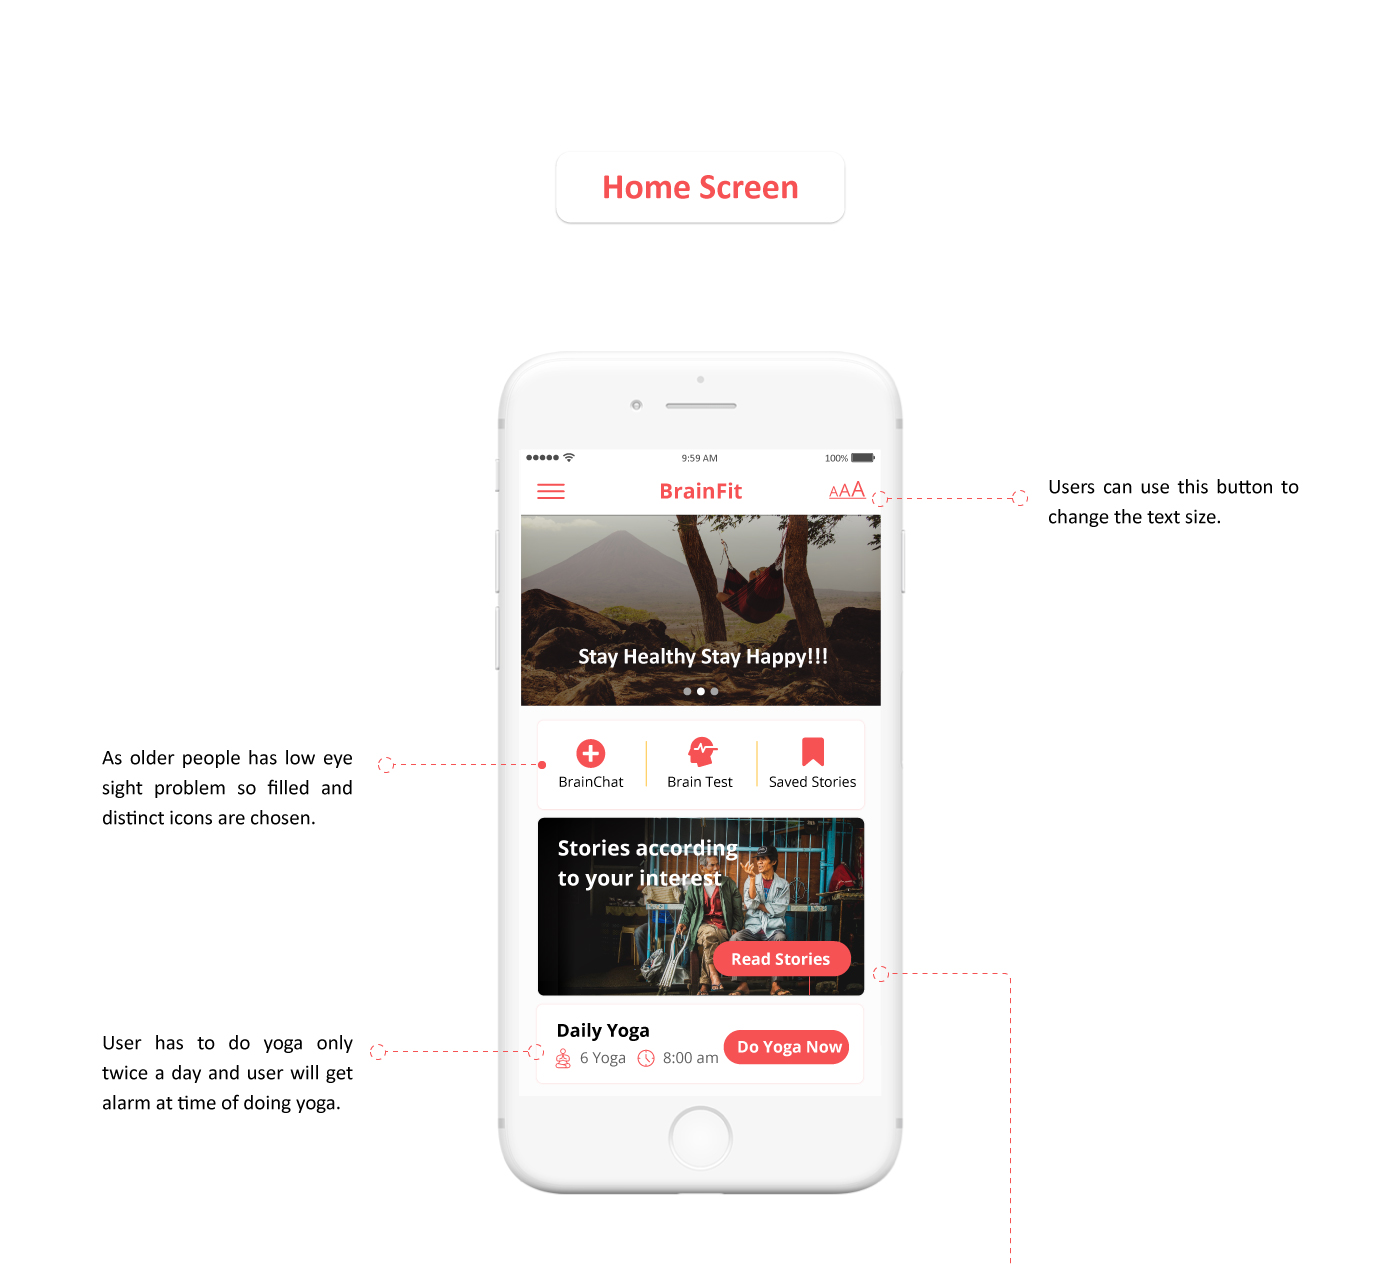 Home Screen
9:59 AM
100%
BrainFit
AAA
Users can use this button to
change the text size.
Stay Healthy Stay Happy!!!
As older people has low eye
sight problem so filled and
distinct icons are chosen.
BrainChat
Brain Test
Saved Stories
Stories according
to your interest
Read Stories
User has to do yoga only
twice a day and user will get
alarm at time of doing yoga.
Daily Yoga
6 Yoga
8:00 am
Do Yoga Now